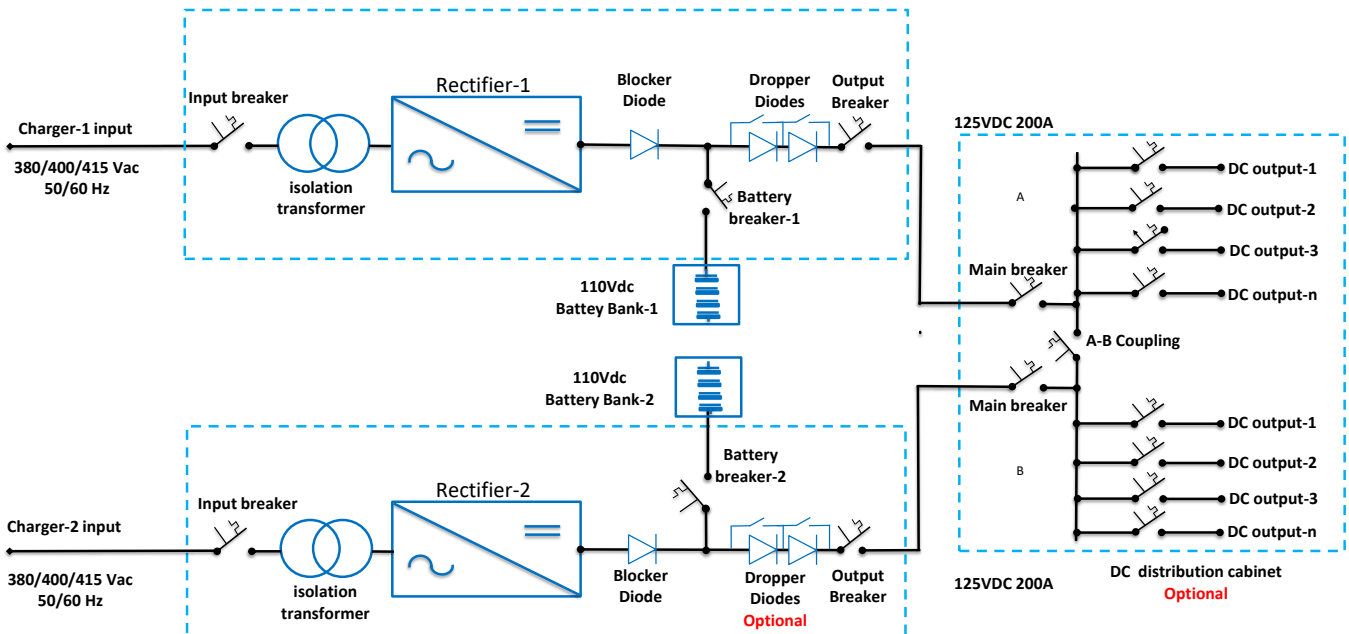 Rectifier-1
Blocker
Diode
Dropper
Diodes
Output
Breaker
Input breaker
Charger-1 input
380/400/415 Vac
50/60 Hz
isolation
transformer
Battery
breaker-1
125VDC 200A
A
DC output-1
DC output-2
DC output-3
DC output-n
Main breaker
110Vdc
Battey Bank-1
A-B Coupling
110Vdc
Battery Bank-2
Main breaker
Battery
breaker-2
B
DC output-1
DC output-2
DC output-3
DC output-n
Rectifier-2
Input breaker
Charger-2 input
380/400/415 Vac
50/60 Hz
isolation
transformer
Blocker
Diode
Dropper
Diodes
Optional
Output
Breaker
125VDC 200A
DC distribution cabinet
Optional